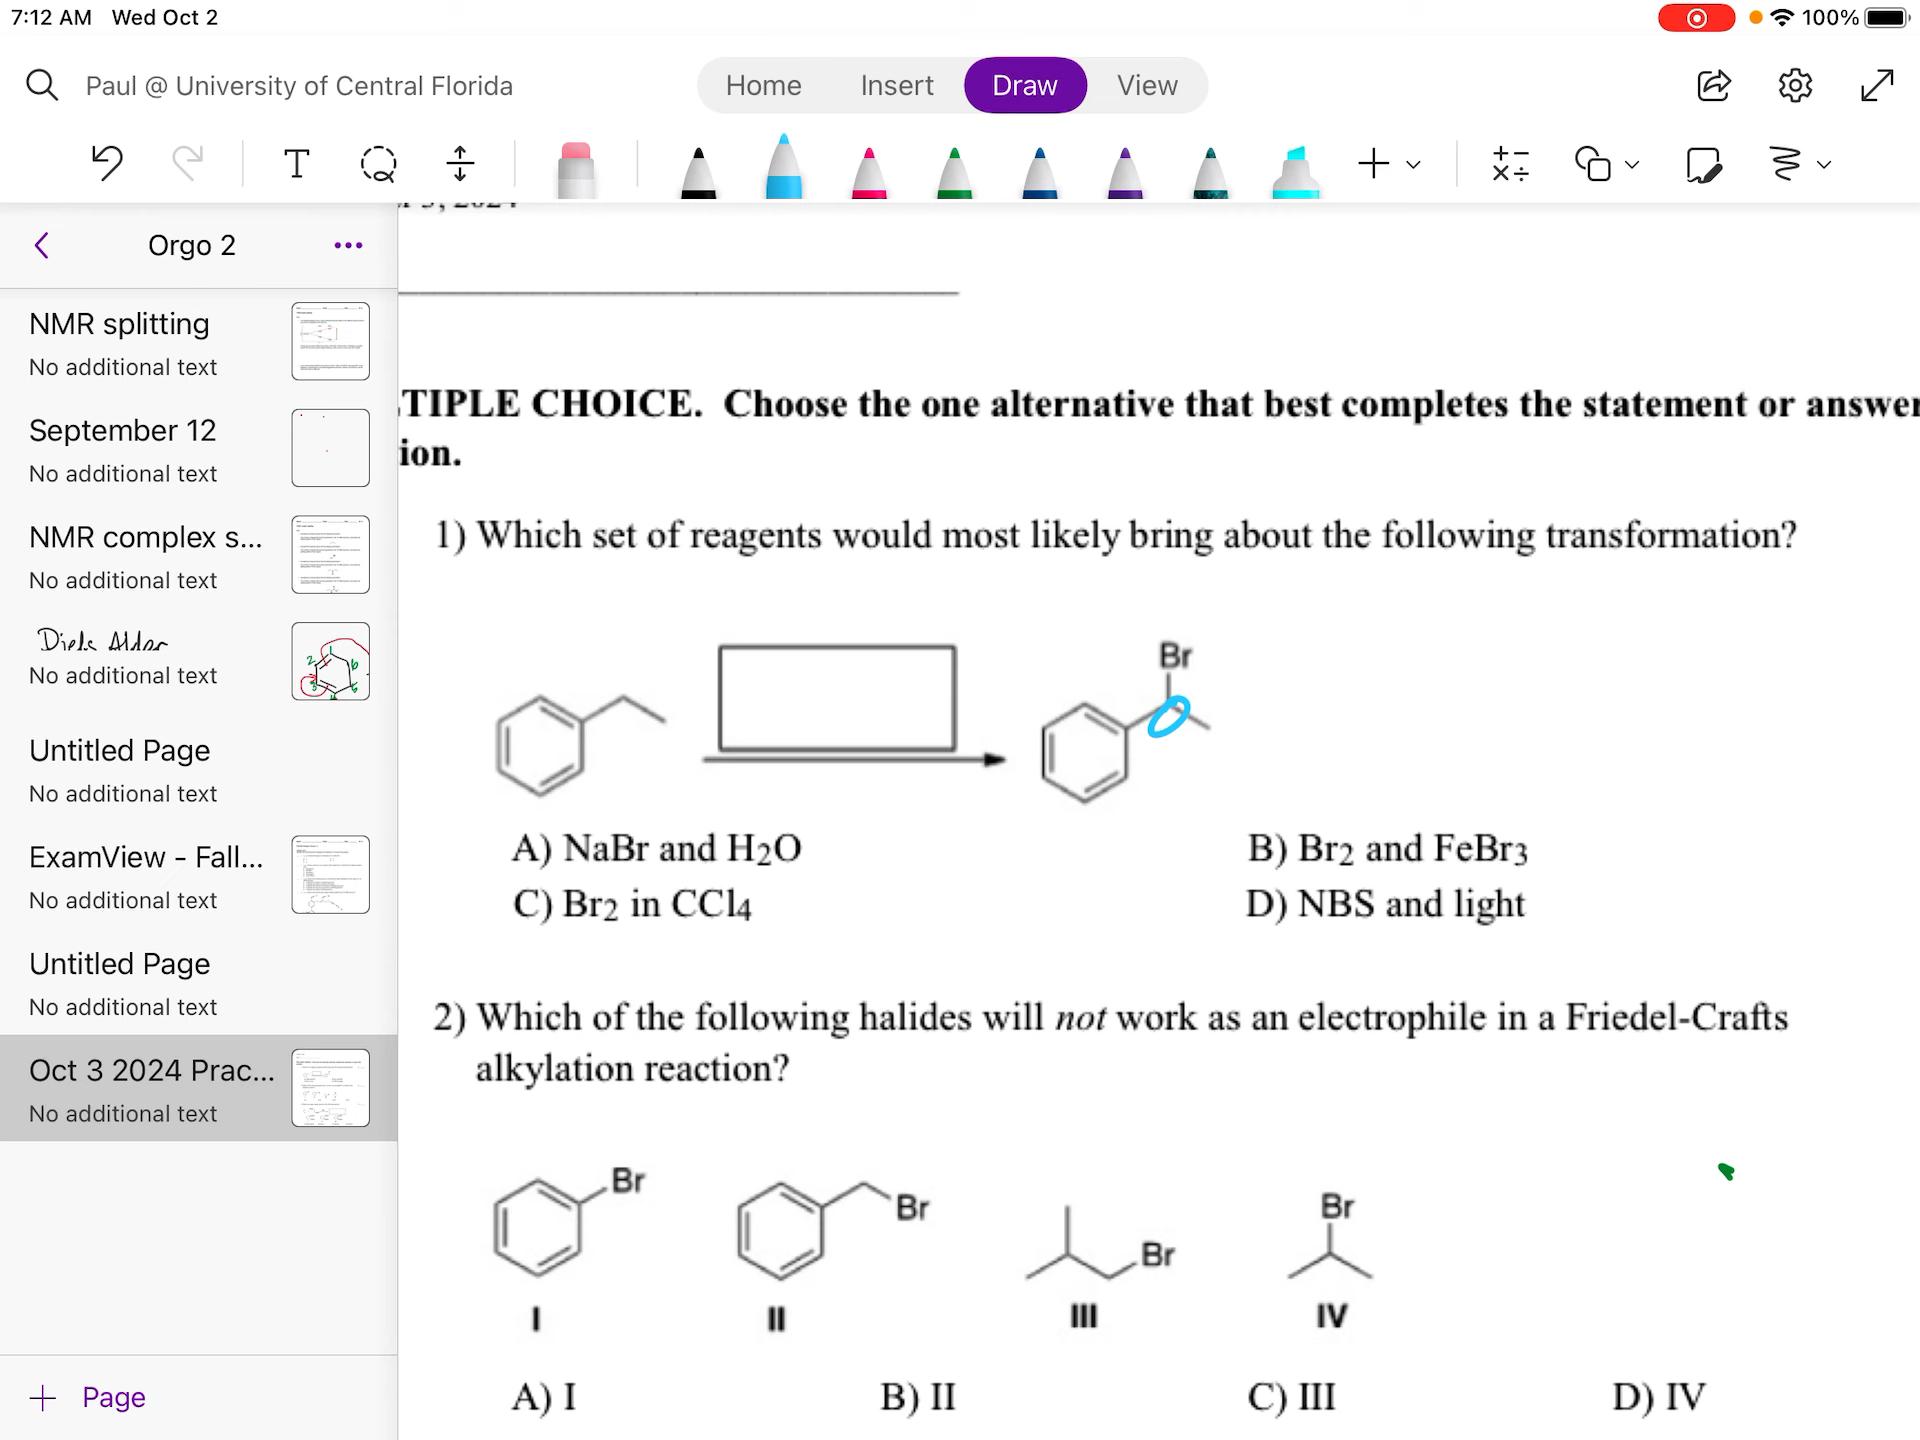 7:12 AM Wed Oct 2
100%
Paul @ University of Central Florida
Home Insert Draw View
T
Orgo 2
NMR splitting
No additional text
September 12
No additional text
NMR complex s...
No additional text
Diels Alder
No additional text
Untitled Page
No additional text
ExamView - Fall...
No additional text
Untitled Page
No additional text
Oct 3 2024 Prac...
No additional text
+ Page
TIPLE CHOICE. Choose the one alternative that best completes the statement or answer
ion.
1) Which set of reagents would most likely bring about the following transformation?
Br
A) NaBr and H2O B) Br2 and FeBr3
C) Br2 in CCl4 D) NBS and light
2) Which of the following halides will not work as an electrophile in a Friedel-Crafts
alkylation reaction?
Br Br Br Br
I II III IV
A) I B) II C) III D) IV